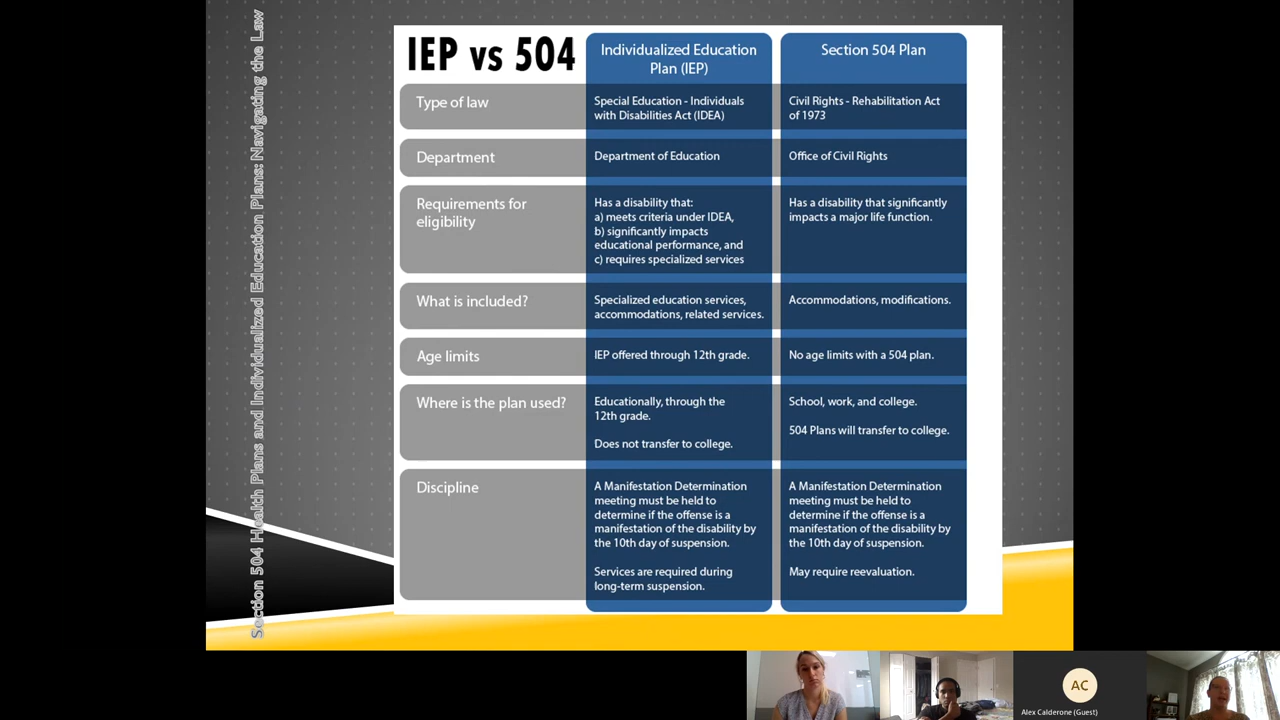 Section 504 Health Plans and Individualized Education Plans: Navigating the Law
IEP vs 504
Individualized Education
Plan (IEP)
Section 504 Plan
Type of law
Special Education - Individuals
with Disabilities Act (IDEA)
Civil Rights - Rehabilitation Act
of 1973
Department
Department of Education
Office of Civil Rights
Requirements for
eligibility
Has a disability that:
a) meets criteria under IDEA,
b) significantly impacts
educational performance, and
c) requires specialized services
Has a disability that significantly
impacts a major life function.
What is included?
Specialized education services,
accommodations, related services.
Accommodations, modifications.
Age limits
IEP offered through 12th grade.
No age limits with a 504 plan.
Where is the plan used?
Educationally, through the
12th grade.
Does not transfer to college.
School, work, and college.
504 Plans will transfer to college.
Discipline
A Manifestation Determination
meeting must be held to
determine if the offense is a
manifestation of the disability by
the 10th day of suspension.
Services are required during
long-term suspension.
A Manifestation Determination
meeting must be held to
determine if the offense is a
manifestation of the disability by
the 10th day of suspension.
May require reevaluation.
AC
Alex Calderone (Guest)